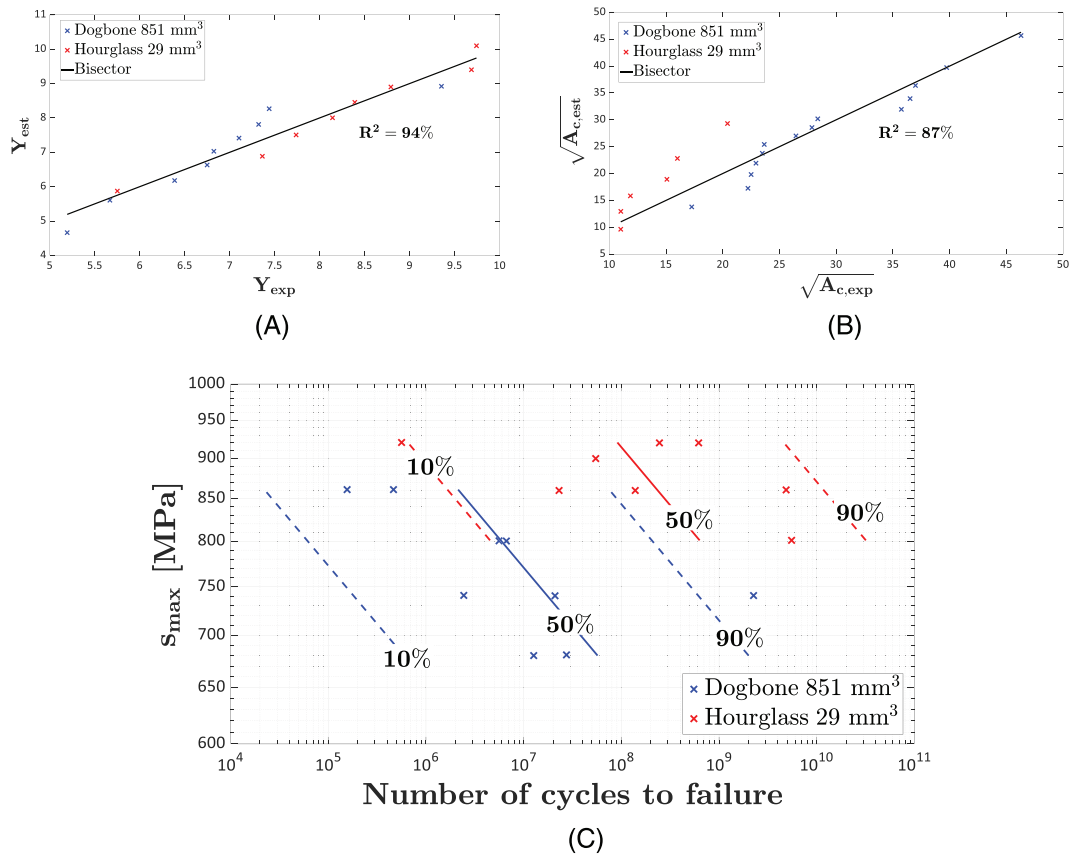 11
10
9
8
7
6
5
4
Y_est
× Dogbone 851 mm³
× Hourglass 29 mm³
Bisector
R² = 94%
5 5.5 6 6.5 7 7.5 8 8.5 9 9.5 10
Y_exp
(A)
50
45
40
35
30
25
20
15
10
5
√A_c,est
× Dogbone 851 mm³
× Hourglass 29 mm³
Bisector
R² = 87%
10 15 20 25 30 35 40 45 50
√A_c,exp
(B)
1000
950
900
850
800
750
700
650
600
s_max [MPa]
10%
50%
90%
10%
50%
90%
× Dogbone 851 mm³
× Hourglass 29 mm³
10⁴ 10⁵ 10⁶ 10⁷ 10⁸ 10⁹ 10¹⁰ 10¹¹
Number of cycles to failure
(C)